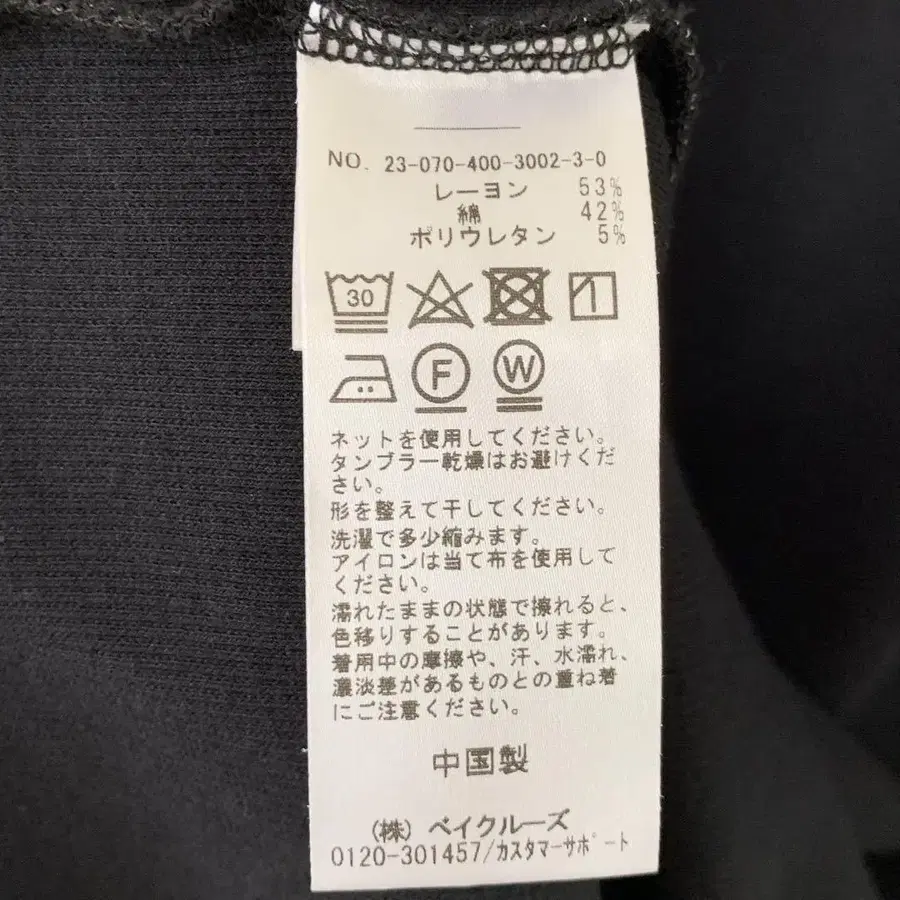 NO. 23-070-400-3002-3-0
レーヨン 53%
綿 42%
ポリウレタン 5%
30
F W
ネットを使用してください。
タンブラー乾燥はお避けくだ
さい。
形を整えて干してください。
洗濯で多少縮みます。
アイロンは当て布を使用して
ください。
濡れたままの状態で擦れると、
色移りすることがあります。
着用中の摩擦や、汗、水濡れ、
濃淡差があるものとの重ね着
にご注意ください。
中国製
(株) ベイクルーズ
0120-301457/カスタマーサポート